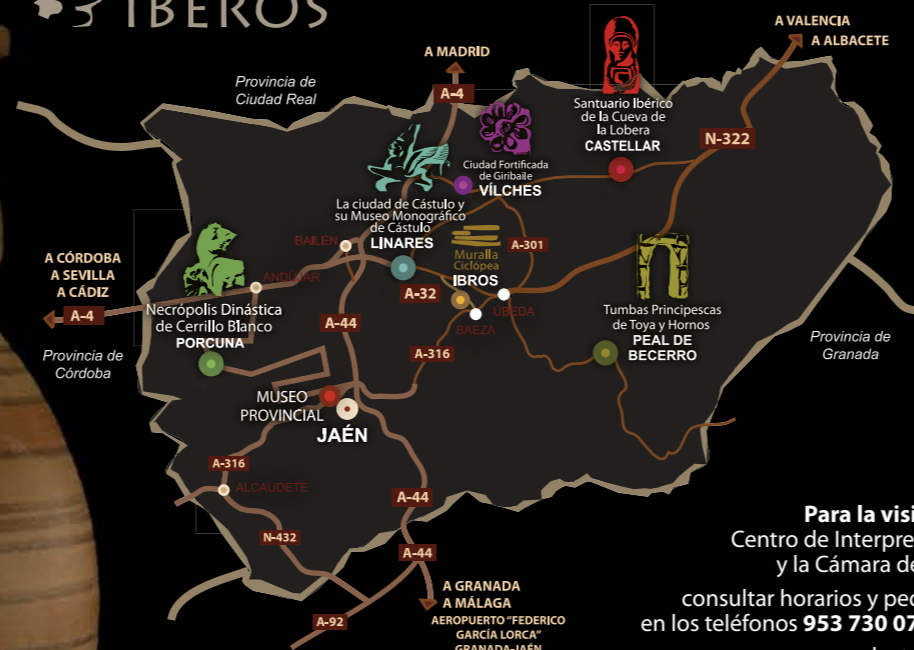 IBEROS
A VALENCIA
A ALBACETE
A MADRID
A-4
Provincia de
Ciudad Real
Santuario Ibérico
de la Cueva de
la Lobera
CASTELLAR
N-322
Ciudad Fortificada
de Giribaile
VÍLCHES
La ciudad de Cástulo y
su Museo Monográfico
de Cástulo
LINARES
BAILÉN
A-301
Muralla
Ciclópea
IBROS
A CÓRDOBA
A SEVILLA
A CÁDIZ
A-4
ANDÚJAR
A-32
ÚBEDA
BAEZA
Necrópolis Dinástica
de Cerrillo Blanco
PORCUNA
A-44
Tumbas Principescas
de Toya y Hornos
PEAL DE
BECERRO
Provincia de
Córdoba
Provincia de
Granada
A-316
MUSEO
PROVINCIAL
JAÉN
A-316
ALCAUDETE
A-44
N-432
A-44
A-92
A GRANADA
A MÁLAGA
AEROPUERTO "FEDERICO
GARCÍA LORCA"
GRANADA-JAÉN
Para la visi
Centro de Interpre
y la Cámara de
consultar horarios y ped
en los teléfonos 953 730 07